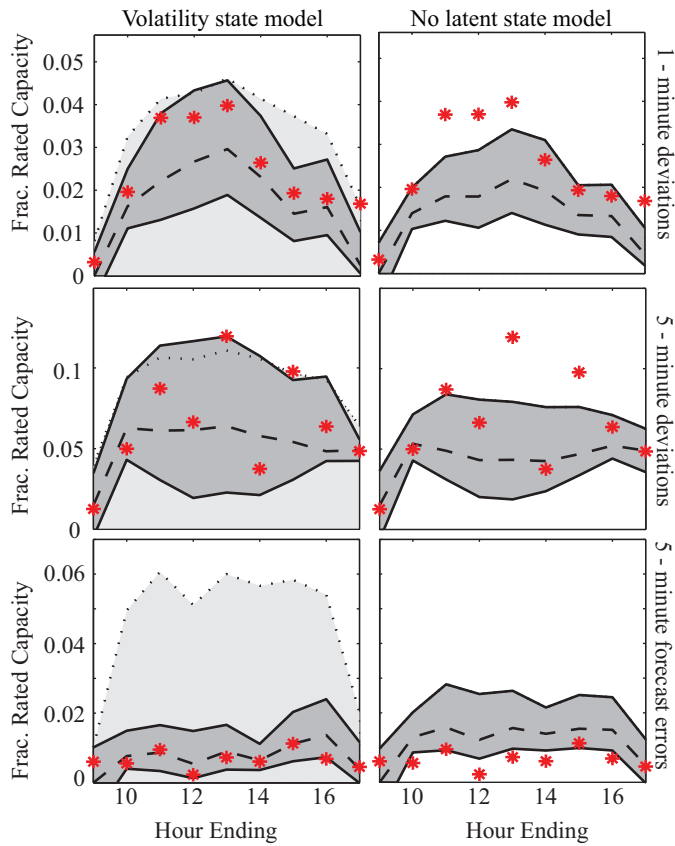 Volatility state model
No latent state model
Frac. Rated Capacity
0.05
0.04
0.03
0.02
0.01
0
1 - minute deviations
Frac. Rated Capacity
0.1
0.05
0
5 - minute deviations
Frac. Rated Capacity
0.06
0.04
0.02
0
5 - minute forecast errors
10 12 14 16
10 12 14 16
Hour Ending
Hour Ending